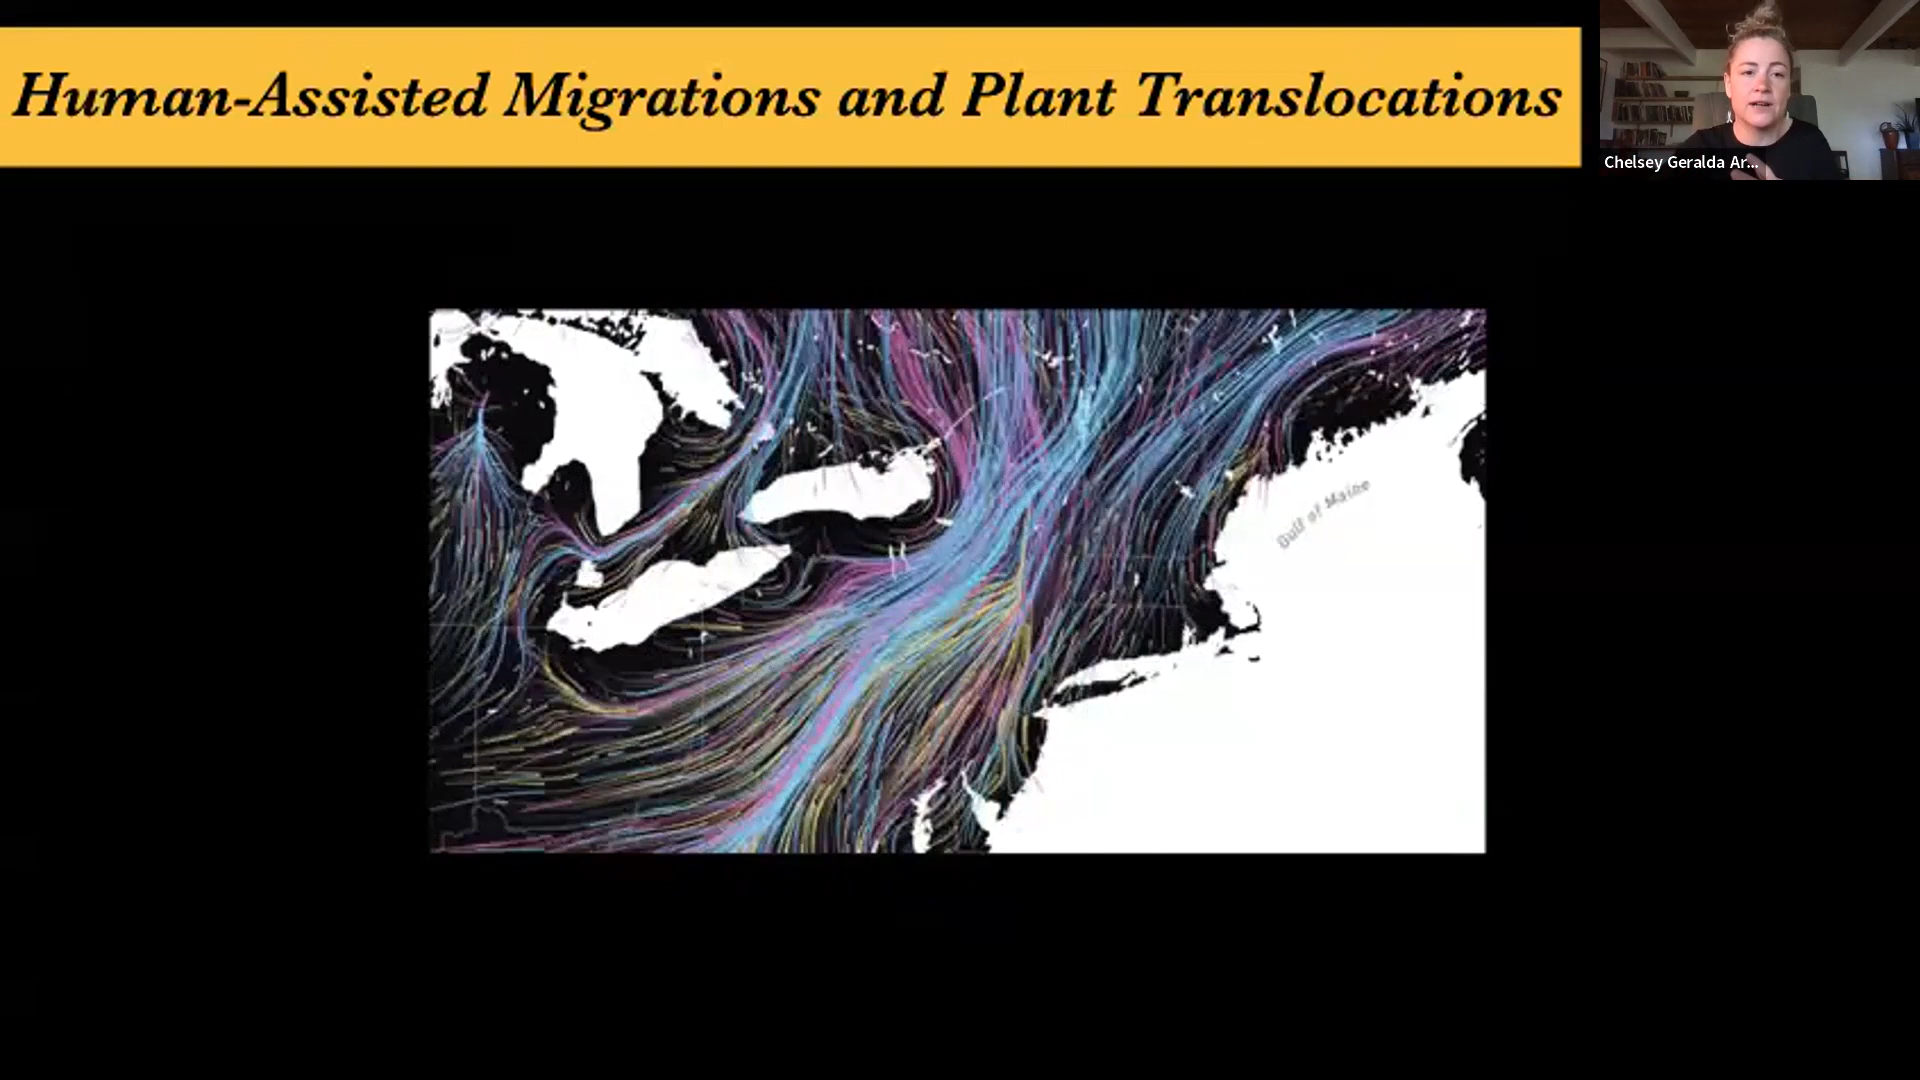 Human-Assisted Migrations and Plant Translocations
Chelsey Geralda Ar...
Gulf of Maine